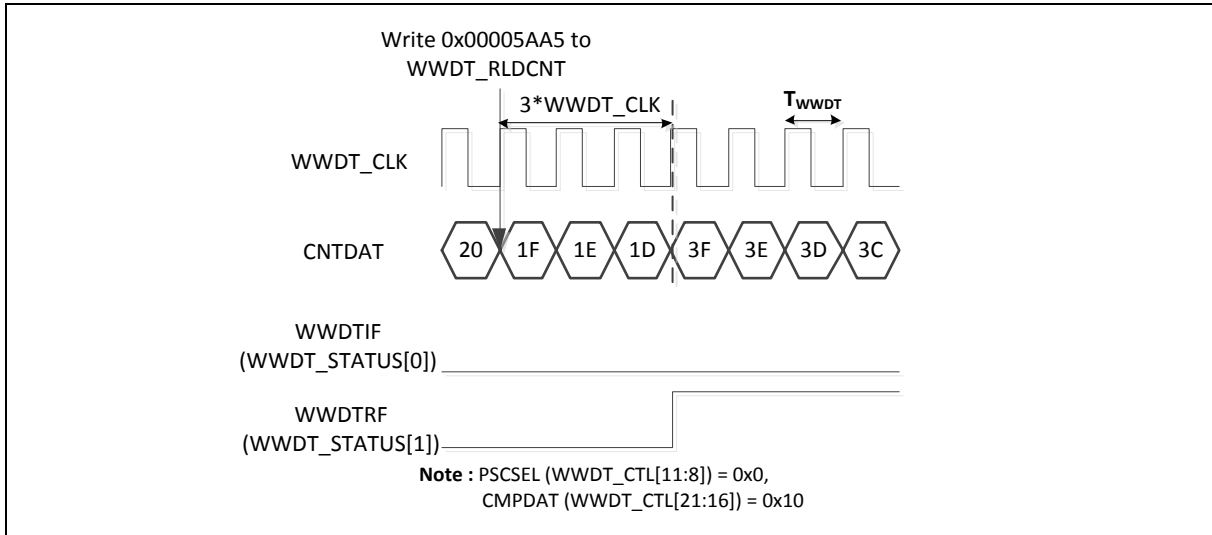 Write 0x00005AA5 to
WWDT_RLDCNT
3*WWDT_CLK
TWWDT
WWDT_CLK
CNTDAT
20 1F 1E 1D 3F 3E 3D 3C
WWDTIF
(WWDT_STATUS[0])
WWDTRF
(WWDT_STATUS[1])
Note : PSCSEL (WWDT_CTL[11:8]) = 0x0,
CMPDAT (WWDT_CTL[21:16]) = 0x10